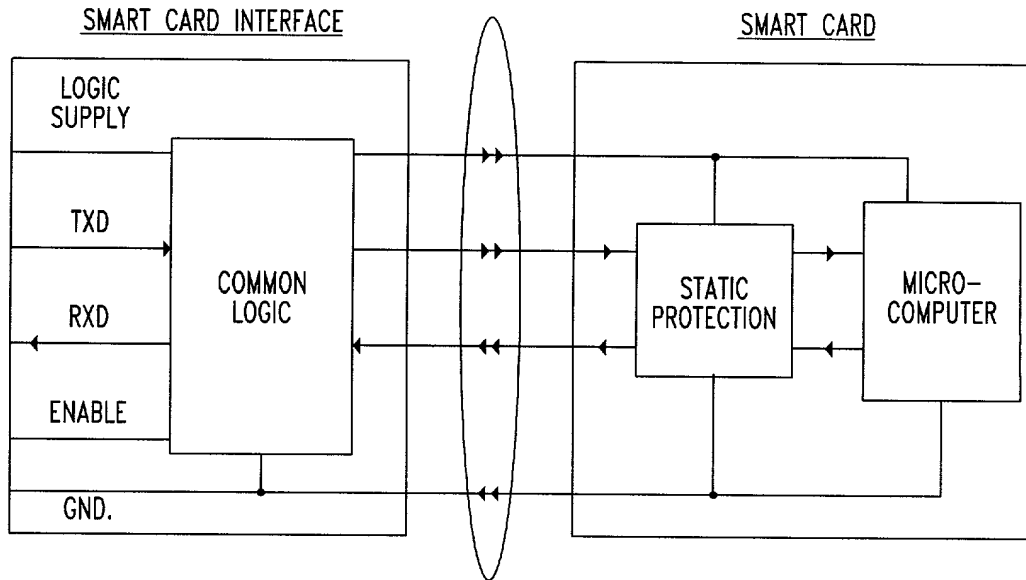 SMART CARD INTERFACE
SMART CARD
LOGIC
SUPPLY
TXD
RXD
ENABLE
GND.
COMMON
LOGIC
STATIC
PROTECTION
MICRO-
COMPUTER